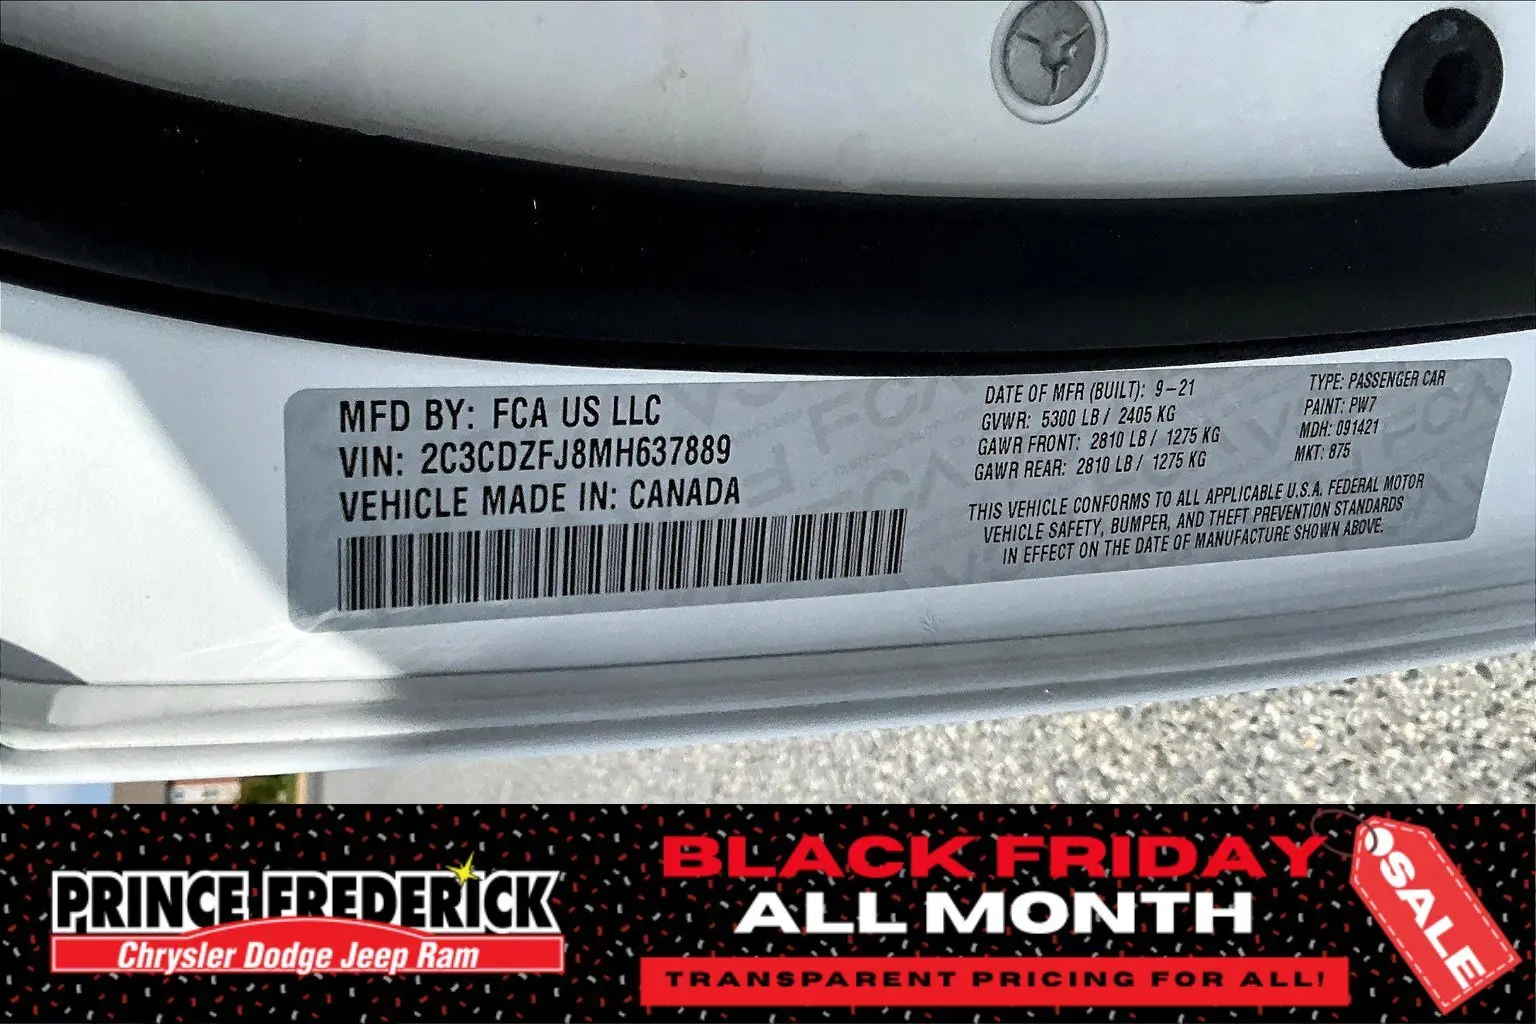 MFD BY: FCA US LLC
VIN: 2C3CDZFJ8MH637889
VEHICLE MADE IN: CANADA
DATE OF MFR (BUILT): 9-21
GVWR: 5300 LB / 2405 KG
GAWR FRONT: 2810 LB / 1275 KG
GAWR REAR: 2810 LB / 1275 KG
TYPE: PASSENGER CAR
PAINT: PW7
MDH: 091421
MKT: 875
THIS VEHICLE CONFORMS TO ALL APPLICABLE U.S.A. FEDERAL MOTOR
VEHICLE SAFETY, BUMPER, AND THEFT PREVENTION STANDARDS
IN EFFECT ON THE DATE OF MANUFACTURE SHOWN ABOVE.
PRINCE FREDERICK
Chrysler Dodge Jeep Ram
BLACK FRIDAY
ALL MONTH
TRANSPARENT PRICING FOR ALL!
SALE